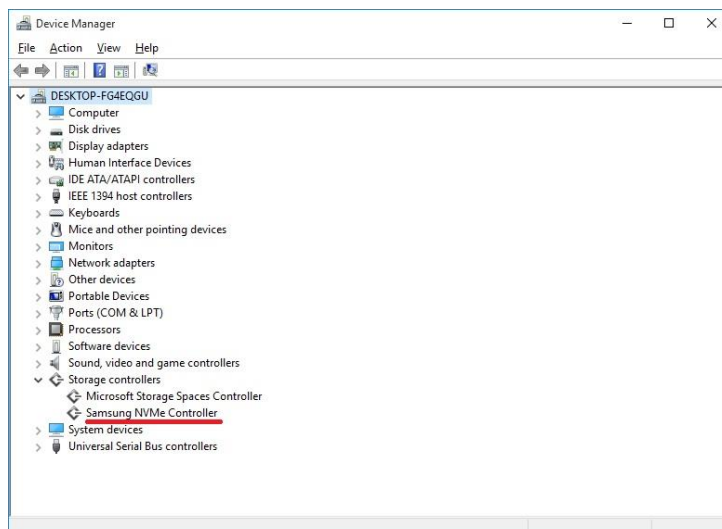 Device Manager
File Action View Help
DESKTOP-FG4EQGU
Computer
Disk drives
Display adapters
Human Interface Devices
IDE ATA/ATAPI controllers
IEEE 1394 host controllers
Keyboards
Mice and other pointing devices
Monitors
Network adapters
Other devices
Portable Devices
Ports (COM & LPT)
Processors
Software devices
Sound, video and game controllers
Storage controllers
Microsoft Storage Spaces Controller
Samsung NVMe Controller
System devices
Universal Serial Bus controllers